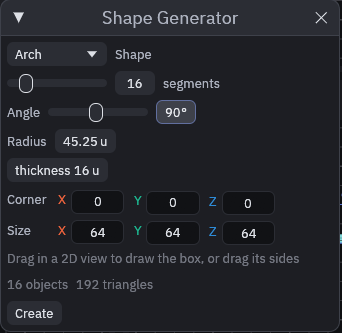 Shape Generator
Arch Shape
16 segments
Angle 90°
Radius 45.25 u
thickness 16 u
Corner X 0 Y 0 Z 0
Size X 64 Y 64 Z 64
Drag in a 2D view to draw the box, or drag its sides
16 objects 192 triangles
Create